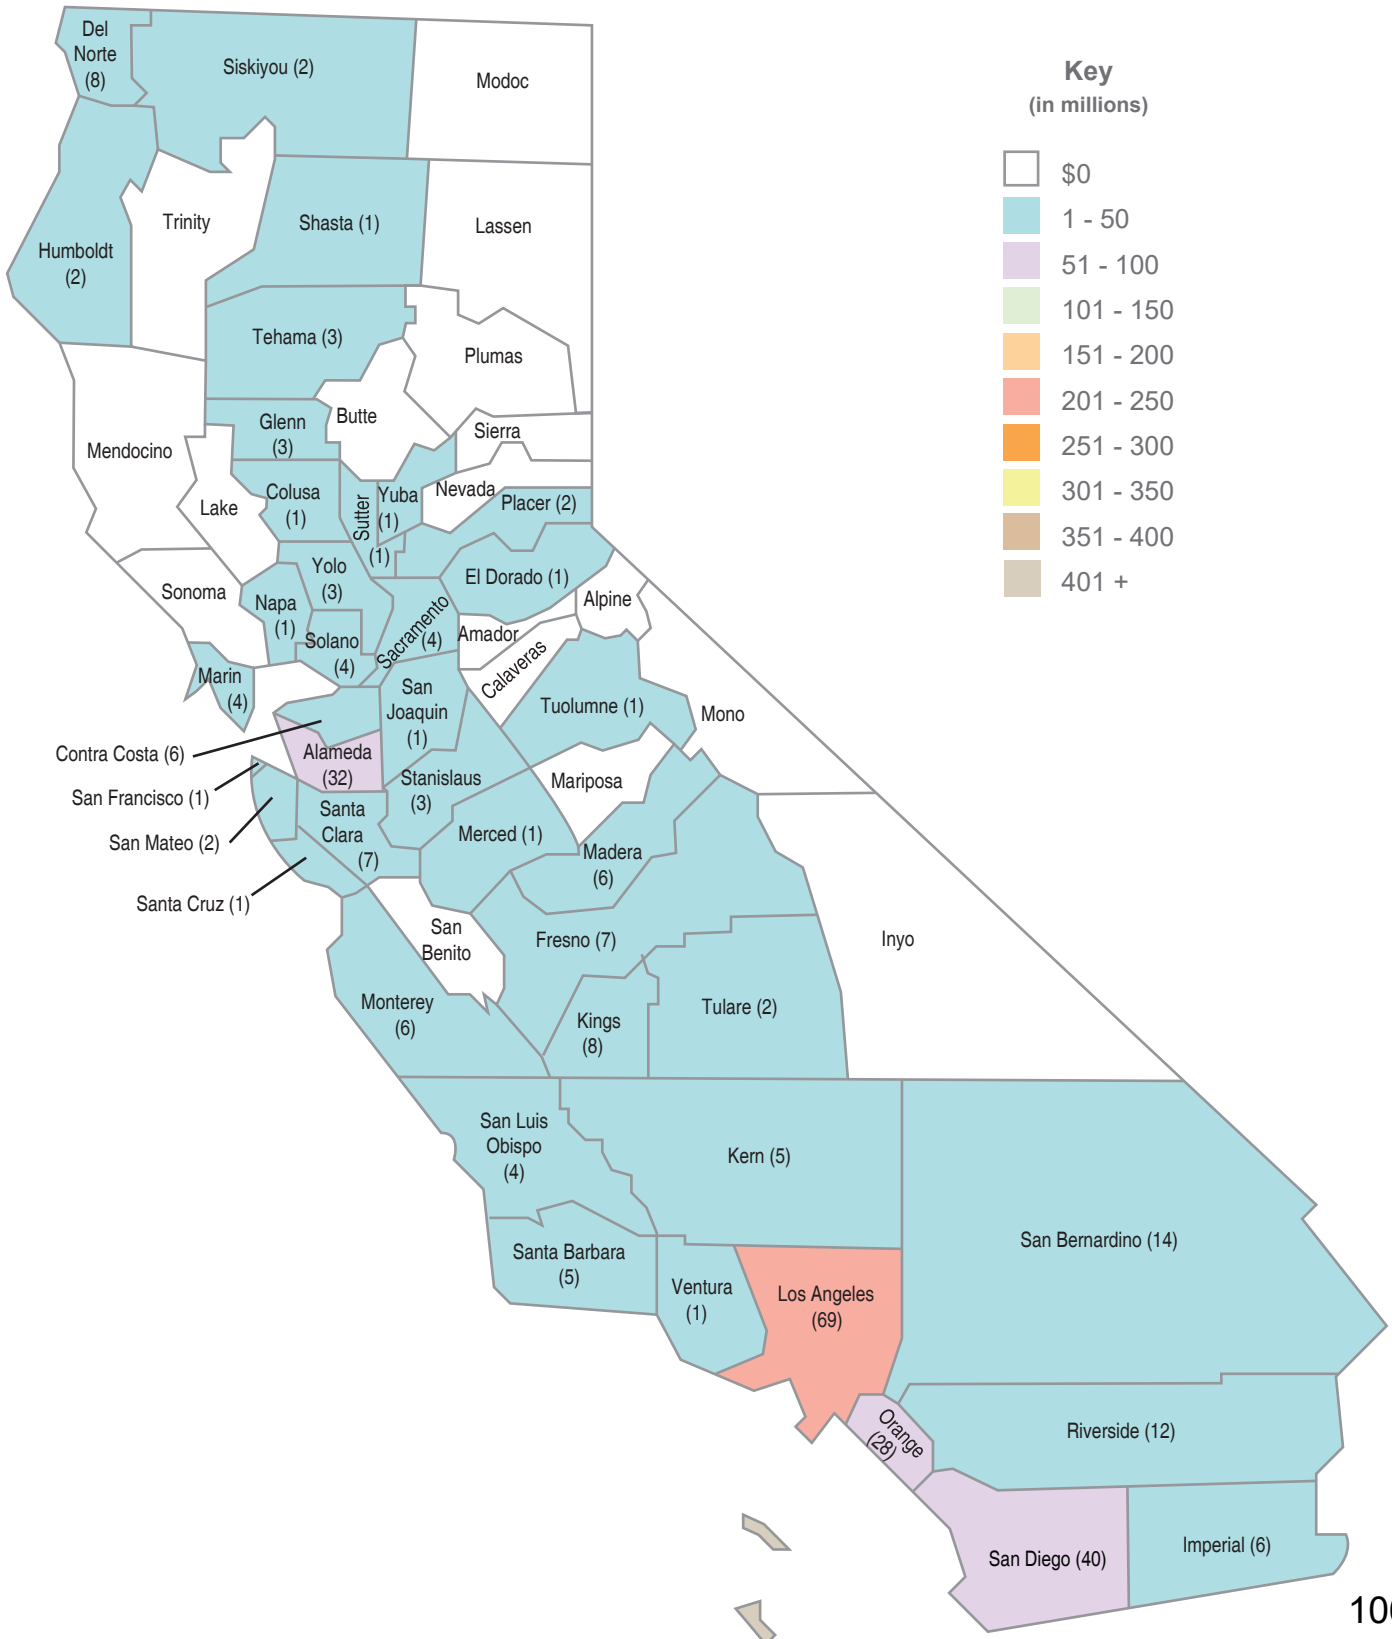 Del
Norte
(8)
Siskiyou (2)
Modoc
Key
(in millions)
$0
1 - 50
51 - 100
101 - 150
151 - 200
201 - 250
251 - 300
301 - 350
351 - 400
401 +
Trinity
Shasta (1)
Lassen
Humboldt
(2)
Tehama (3)
Plumas
Mendocino
Glenn
(3)
Butte
Sierra
Lake
Colusa
(1)
Sutter
(1)
Yuba
(1)
Nevada
Placer (2)
Sonoma
Yolo
(3)
El Dorado (1)
Napa
(1)
Alpine
Solano
(4)
Sacramento
(4)
Amador
Calaveras
Marin
(4)
San
Joaquin
(1)
Tuolumne (1)
Mono
Contra Costa (6)
Alameda
(32)
Stanislaus
(3)
Mariposa
San Francisco (1)
San Mateo (2)
Santa
Clara
(7)
Merced (1)
Madera
(6)
Santa Cruz (1)
San
Benito
Fresno (7)
Inyo
Monterey
(6)
Kings
(8)
Tulare (2)
San Luis
Obispo
(4)
Kern (5)
San Bernardino (14)
Santa Barbara
(5)
Ventura
(1)
Los Angeles
(69)
Orange
(28)
Riverside (12)
San Diego (40)
Imperial (6)